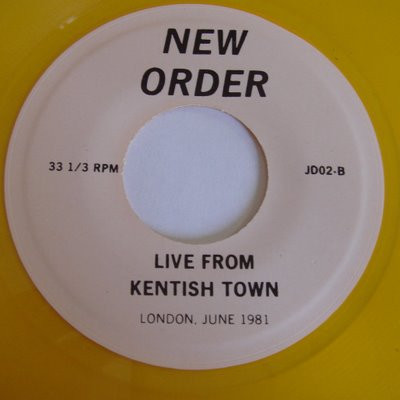 NEW
ORDER
33 1/3 RPM
JD02-B
LIVE FROM
KENTISH TOWN
LONDON, JUNE 1981